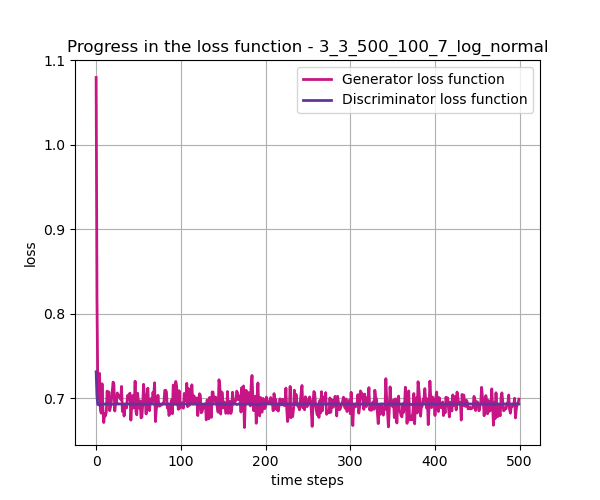 Progress in the loss function - 3_3_500_100_7_log_normal
Generator loss function
Discriminator loss function
1.1
1.0
0.9
0.8
0.7
loss
0 100 200 300 400 500
time steps